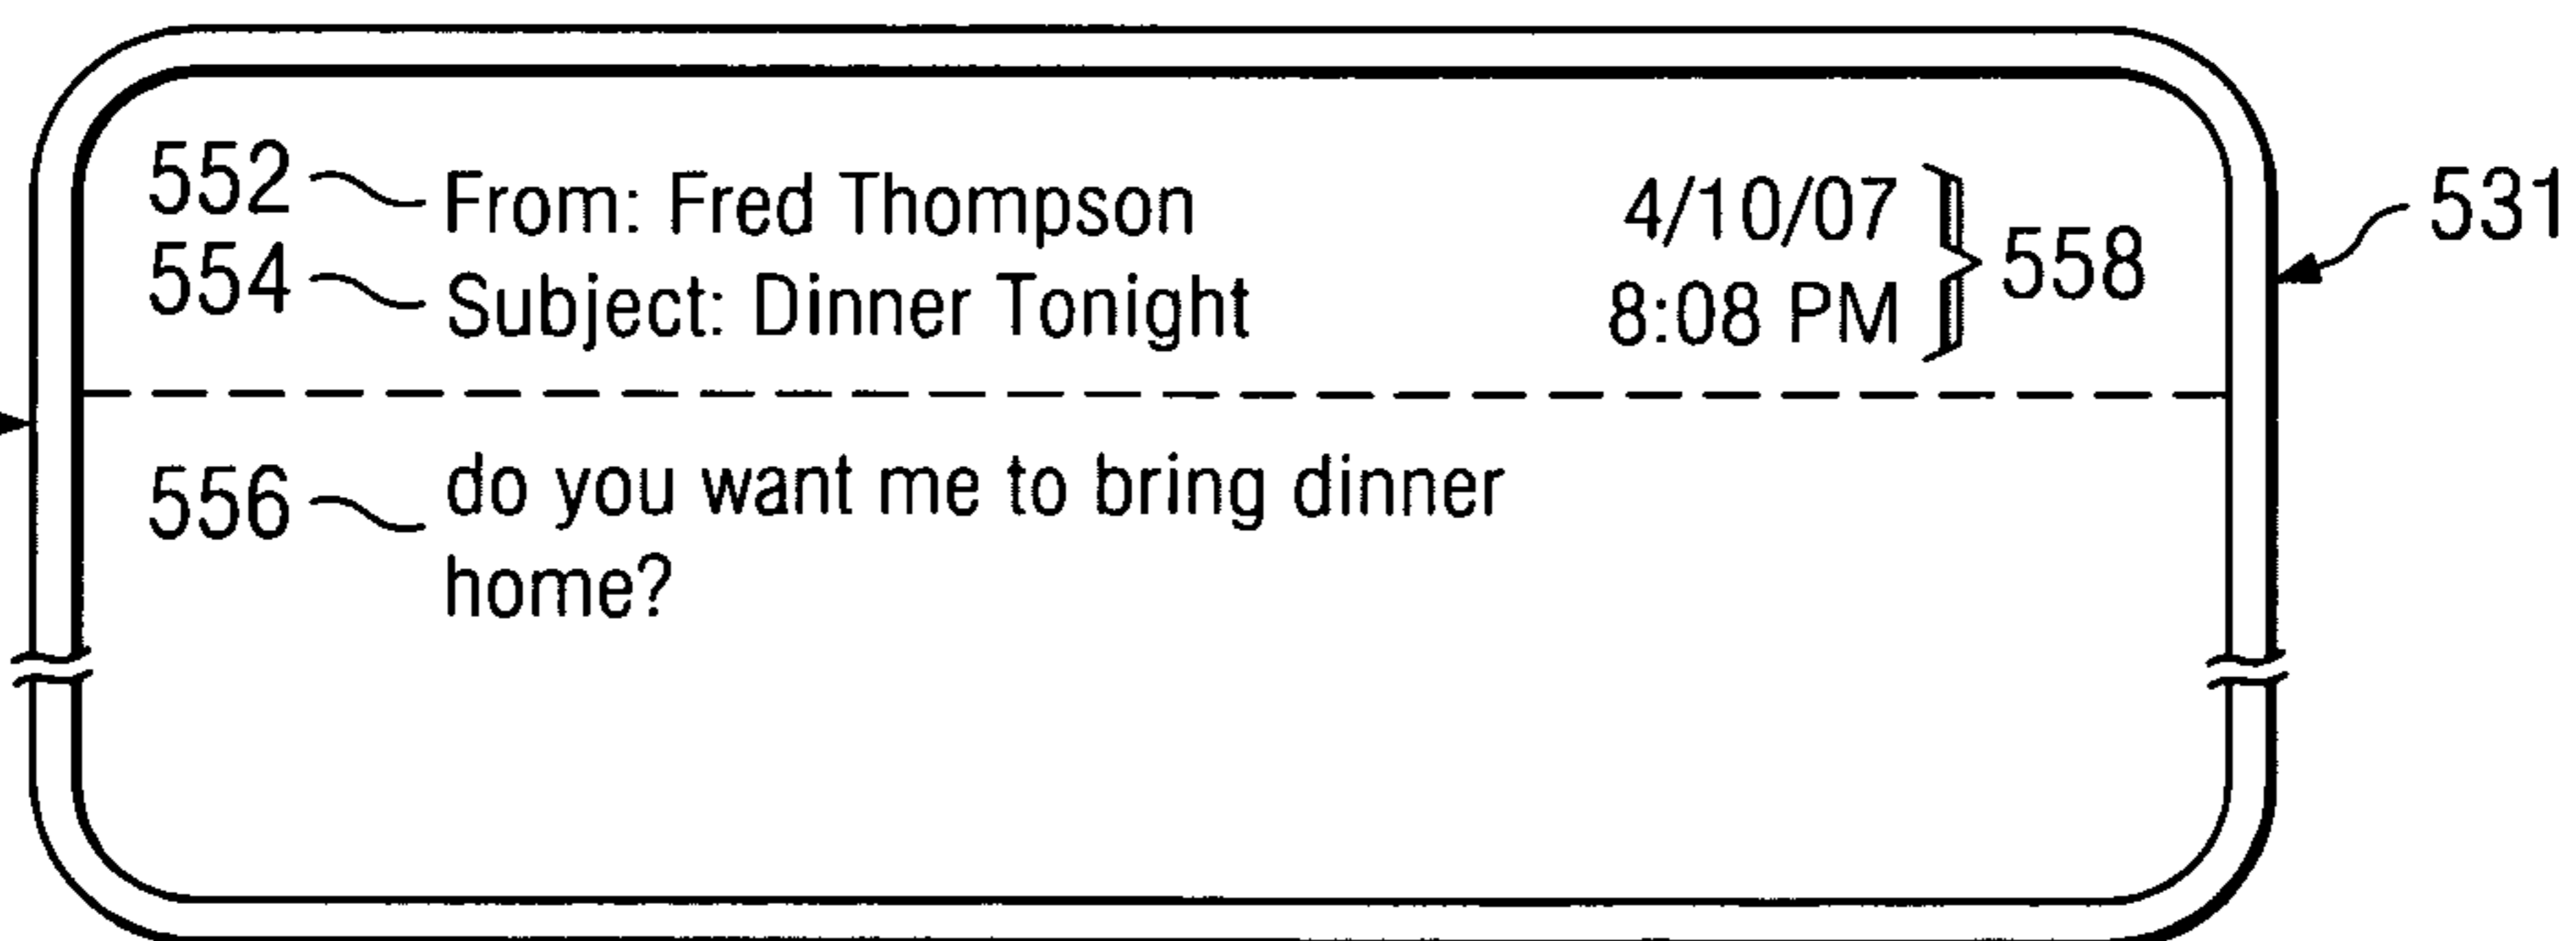 552 From: Fred Thompson 4/10/07
554 Subject: Dinner Tonight 8:08 PM 558 531
556 do you want me to bring dinner
home?